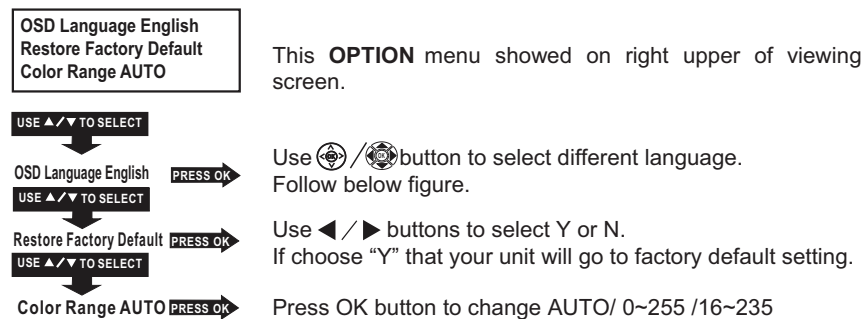 OSD Language English
Restore Factory Default
Color Range AUTO
This OPTION menu showed on right upper of viewing
screen.
USE ▲/▼ TO SELECT
OSD Language English PRESS OK
Use / button to select different language.
Follow below figure.
USE ▲/▼ TO SELECT
Restore Factory Default PRESS OK
Use ◀ / ▶ buttons to select Y or N.
If choose “Y” that your unit will go to factory default setting.
USE ▲/▼ TO SELECT
Color Range AUTO PRESS OK
Press OK button to change AUTO/ 0~255 /16~235